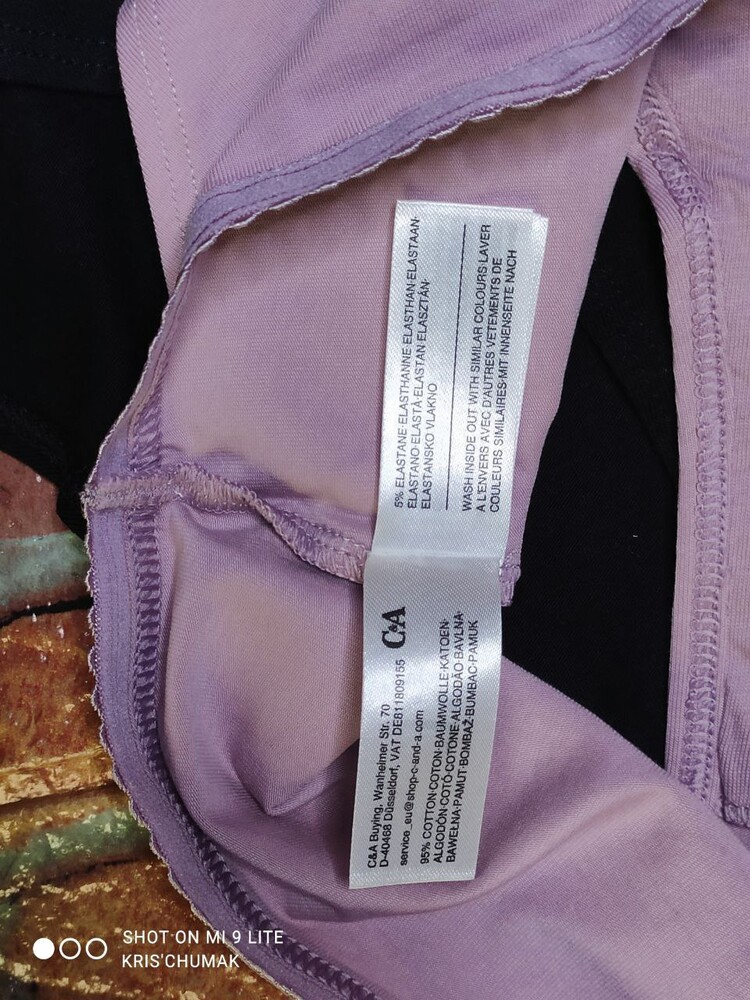 5% ELASTANE·ELASTHANNE·ELASTHAN·ELASTAAN·
ELASTANO·ELASTÀ·ELASTAN·ELASZTÁN·
ELASTANSKO VLAKNO
WASH INSIDE OUT WITH SIMILAR COLOURS·LAVER
A L'ENVERS AVEC D'AUTRES VETEMENTS DE
COULEURS SIMILAIRES·MIT INNENSEITE NACH
C&A
C&A Buying, Wanheimer Str. 70
D-40468 Düsseldorf, VAT DE811809155
service_eu@shop-c-and-a.com
95% COTTON·COTON·BAUMWOLLE·KATOEN·
ALGODÓN·COTÓ·COTONE·ALGODÃO·BAVLNA·
BAWEŁNA·PAMUT·BOMBAŽ·BUMBAC·PAMUK
SHOT ON MI 9 LITE
KRIS'CHUMAK